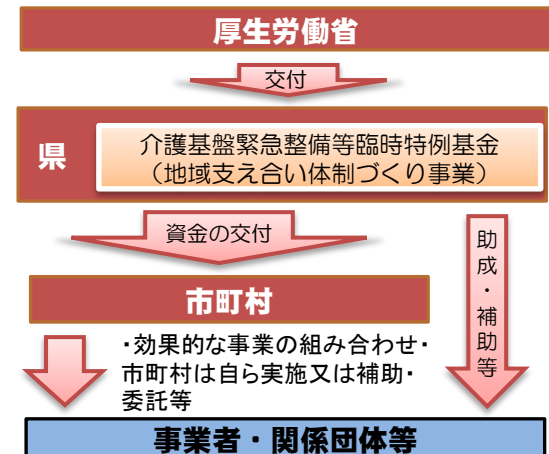 厚生労働省
交付
県
介護基盤緊急整備等臨時特例基金
（地域支え合い体制づくり事業）
資金の交付
助成・補助等
市町村
・効果的な事業の組み合わせ・
市町村は自ら実施又は補助・
委託等
事業者・関係団体等